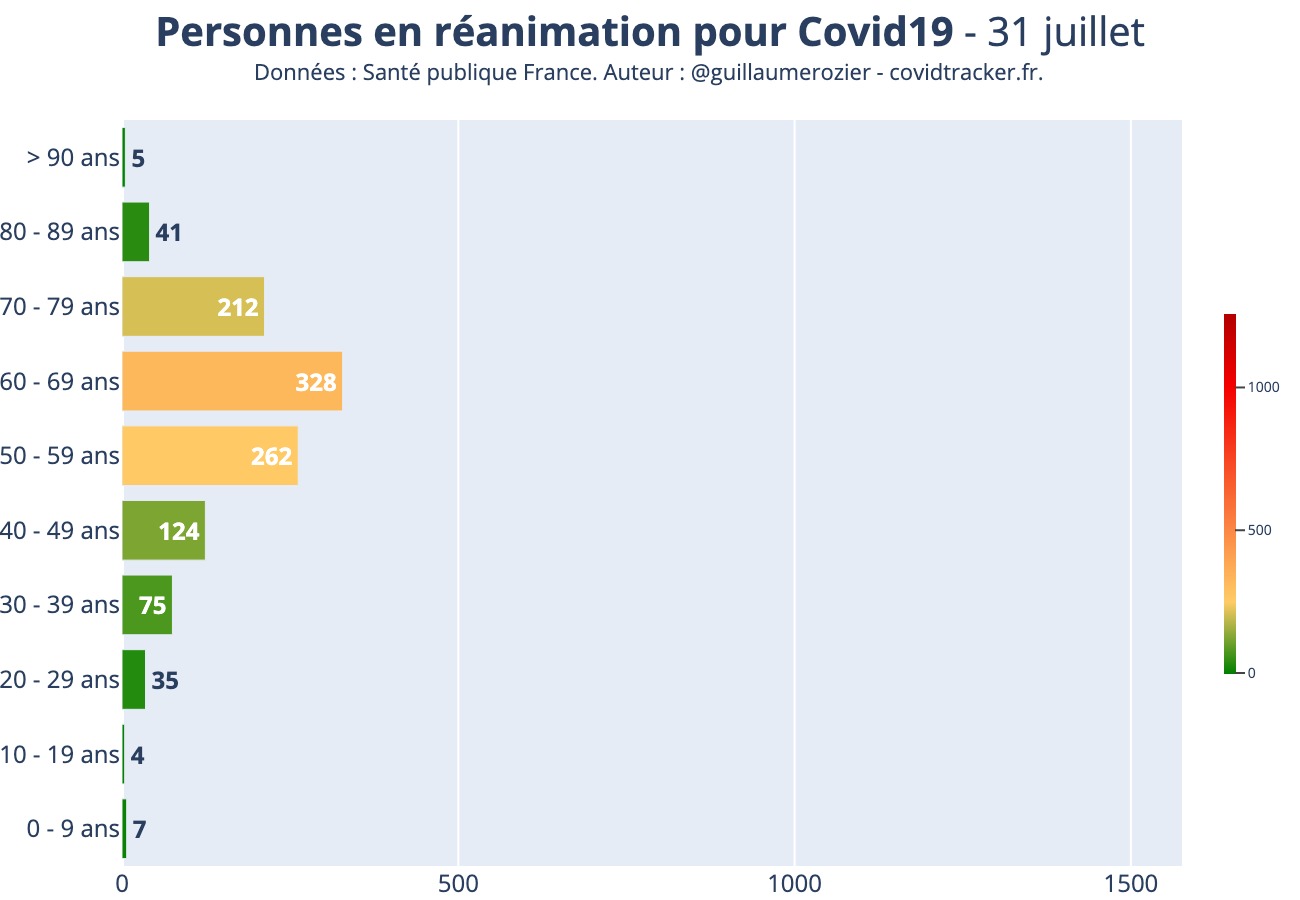 Personnes en réanimation pour Covid19 - 31 juillet
Données : Santé publique France. Auteur : @guillaumerozier - covidtracker.fr.
> 90 ans 5
80 - 89 ans 41
70 - 79 ans 212
60 - 69 ans 328
50 - 59 ans 262
40 - 49 ans 124
30 - 39 ans 75
20 - 29 ans 35
10 - 19 ans 4
0 - 9 ans 7
0 500 1000 1500
1000
500
0